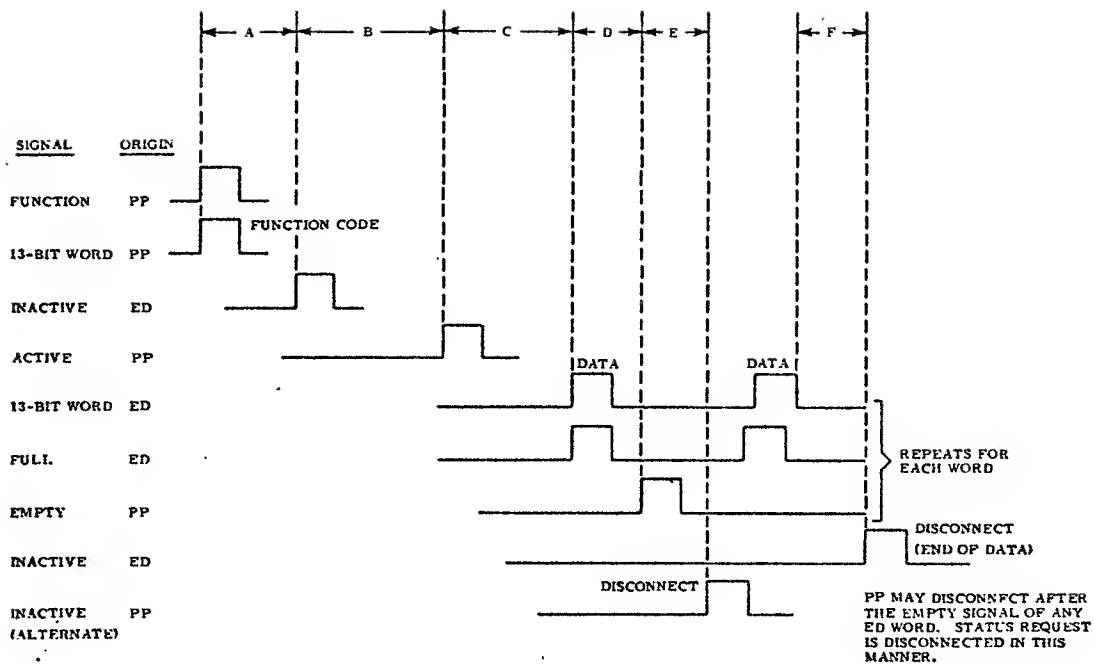 A B C D E F
SIGNAL ORIGIN
FUNCTION PP
FUNCTION CODE
13-BIT WORD PP
INACTIVE ED
ACTIVE PP
DATA DATA
13-BIT WORD ED
FULL ED
REPEATS FOR
EACH WORD
EMPTY PP
DISCONNECT
(END OF DATA)
INACTIVE ED
DISCONNECT
INACTIVE PP
(ALTERNATE)
PP MAY DISCONNECT AFTER
THE EMPTY SIGNAL OF ANY
ED WORD. STATUS REQUEST
IS DISCONNECTED IN THIS
MANNER.